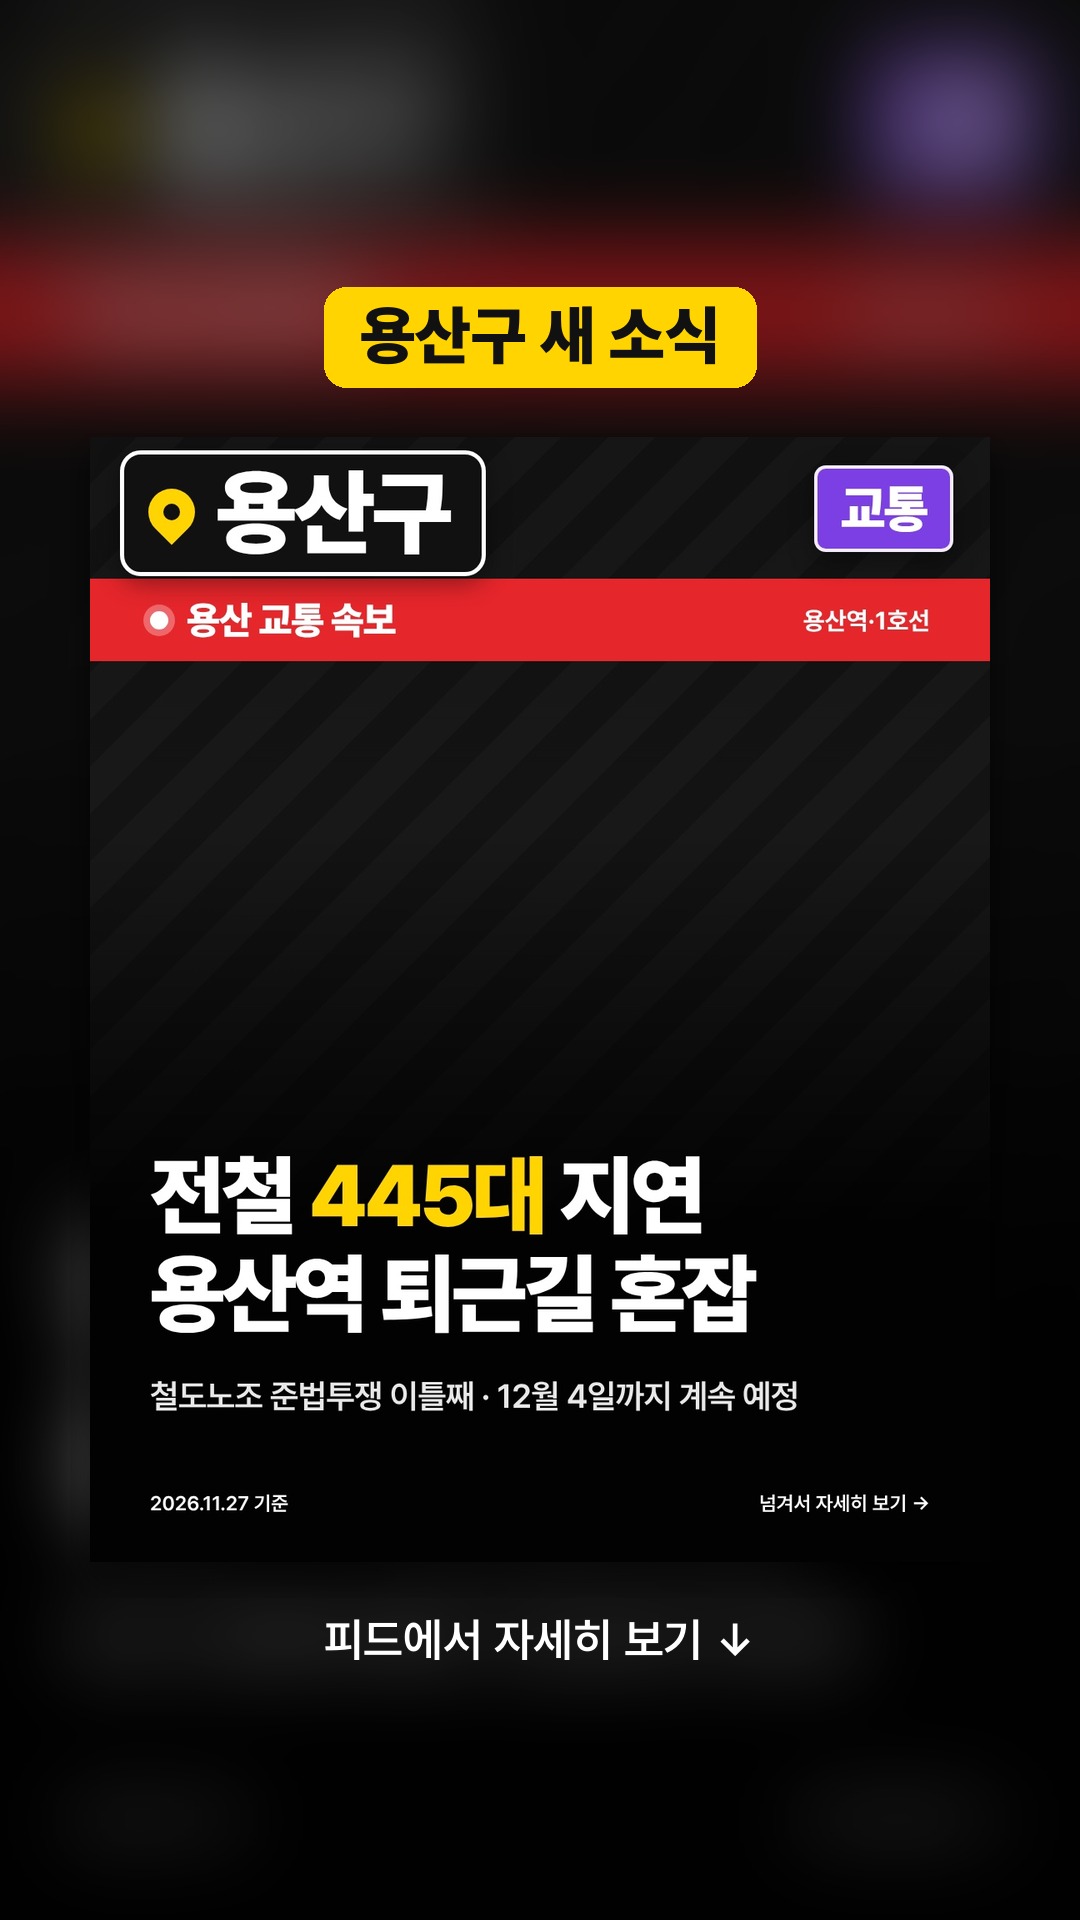 용산구 새 소식
용산구
교통
용산 교통 속보
용산역·1호선
전철 445대 지연
용산역 퇴근길 혼잡
철도노조 준법투쟁 이틀째 · 12월 4일까지 계속 예정
2026.11.27 기준
넘겨서 자세히 보기 →
피드에서 자세히 보기 ↓